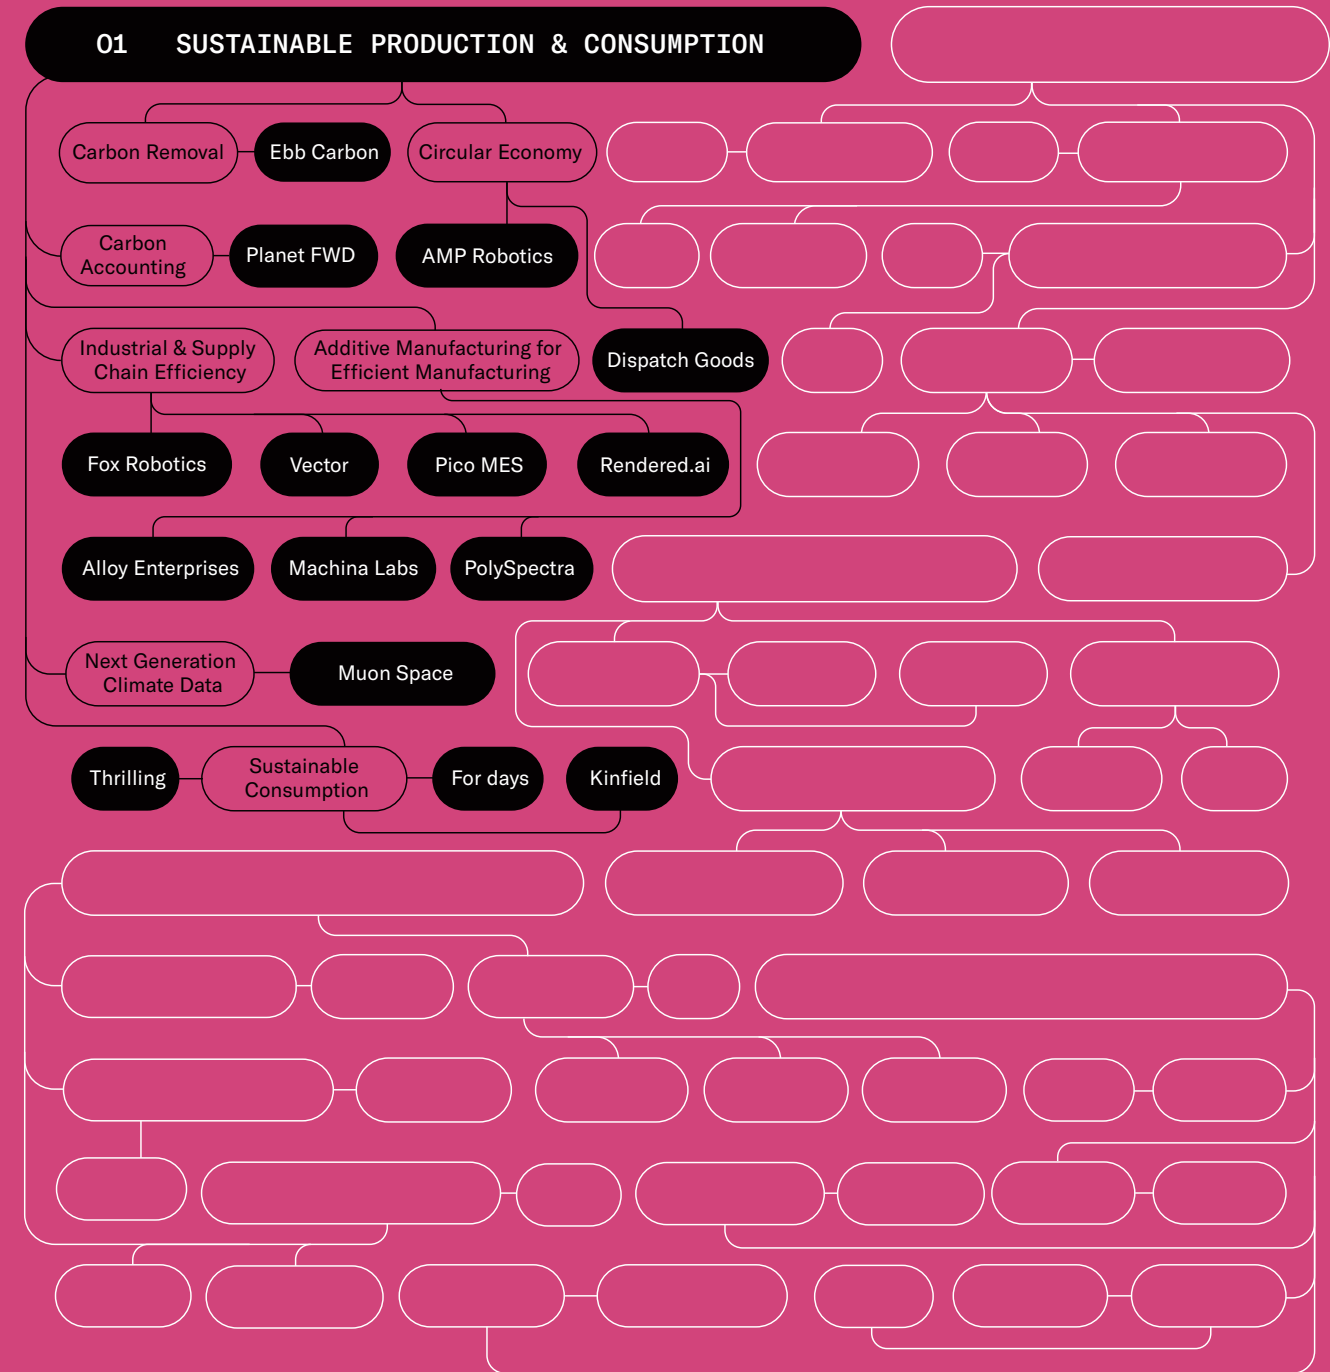 01 SUSTAINABLE PRODUCTION & CONSUMPTION
Carbon Removal
Ebb Carbon
Circular Economy
Carbon
Accounting
Planet FWD
AMP Robotics
Industrial & Supply
Chain Efficiency
Additive Manufacturing for
Efficient Manufacturing
Dispatch Goods
Fox Robotics
Vector
Pico MES
Rendered.ai
Alloy Enterprises
Machina Labs
PolySpectra
Next Generation
Climate Data
Muon Space
Thrilling
Sustainable
Consumption
For days
Kinfield